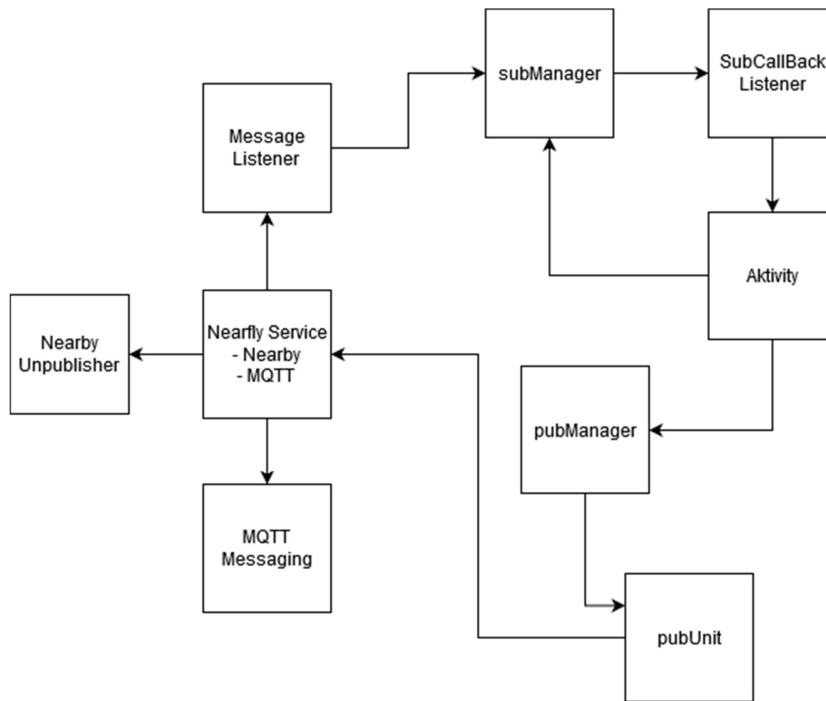 subManager
SubCallBack
Listener
Message
Listener
Aktivity
Nearby
Unpublisher
Nearfly Service
- Nearby
- MQTT
pubManager
MQTT
Messaging
pubUnit